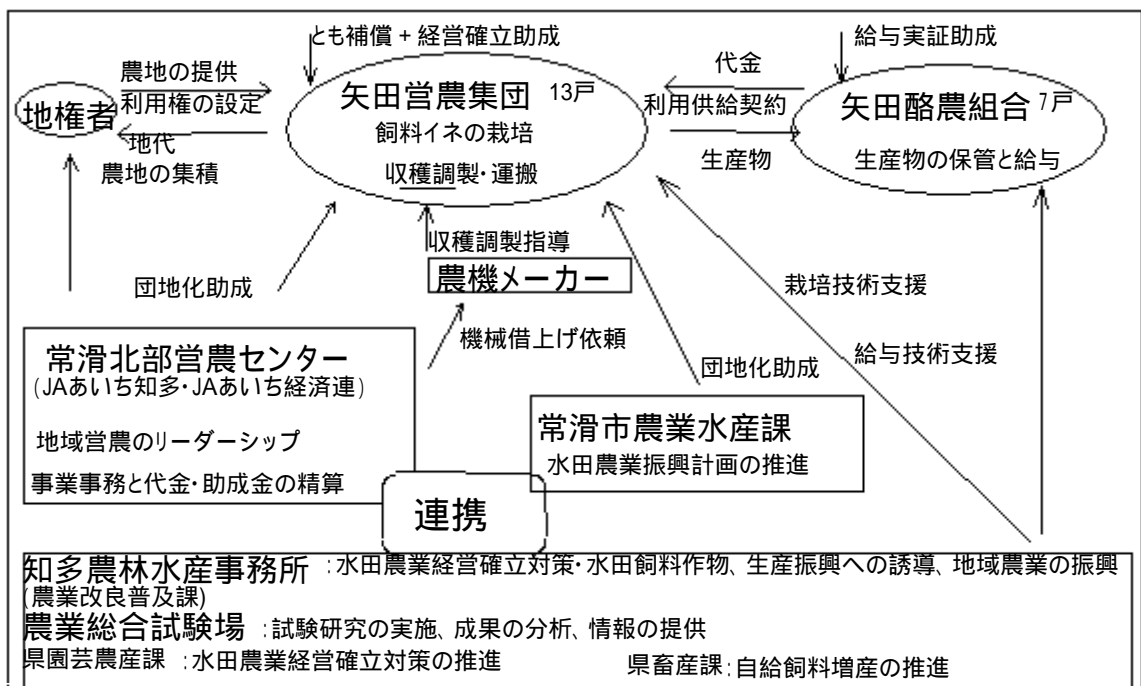 とも補償 + 経営確立助成
給与実証助成
農地の提供
代金
地権者
利用権の設定
矢田営農集団 13戸
利用供給契約
矢田酪農組合 7戸
飼料イネの栽培
地代
生産物
生産物の保管と給与
農地の集積
収穫調製・運搬
収穫調製指導
農機メーカー
団地化助成
栽培技術支援
機械借上げ依頼
給与技術支援
団地化助成
常滑北部営農センター
(JAあいち知多・JAあいち経済連)
地域営農のリーダーシップ
事業事務と代金・助成金の精算
常滑市農業水産課
水田農業振興計画の推進
連携
知多農林水産事務所 :水田農業経営確立対策・水田飼料作物、生産振興への誘導、地域農業の振興
(農業改良普及課)
農業総合試験場 :試験研究の実施、成果の分析、情報の提供
県園芸農産課 :水田農業経営確立対策の推進 県畜産課:自給飼料増産の推進